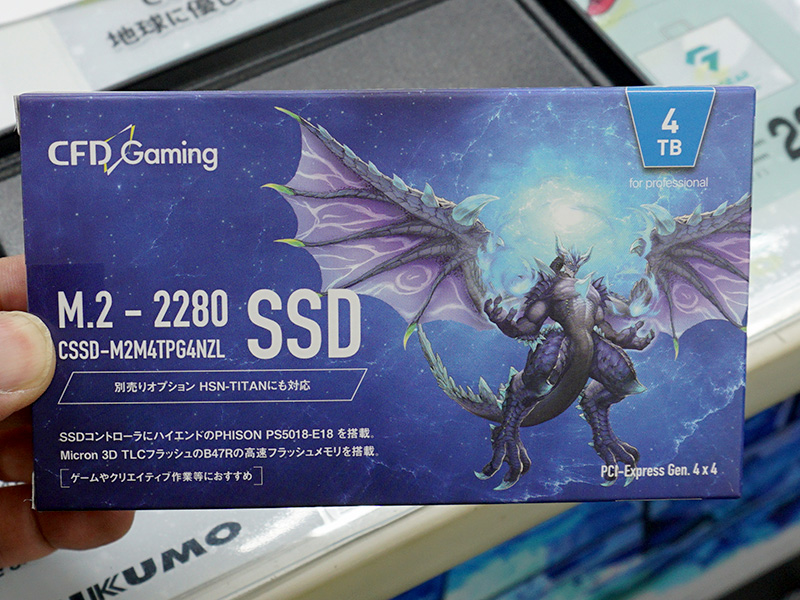 地球に優し
CFD Gaming
4
TB
for professional
M.2 - 2280 SSD
CSSD-M2M4TPG4NZL
別売りオプション HSN-TITANにも対応
SSDコントローラにハイエンドのPHISON PS5018-E18 を搭載。
Micron 3D TLCフラッシュのB47Rの高速フラッシュメモリを搭載。
ゲームやクリエイティブ作業等におすすめ
PCI-Express Gen. 4 x 4
KUMO